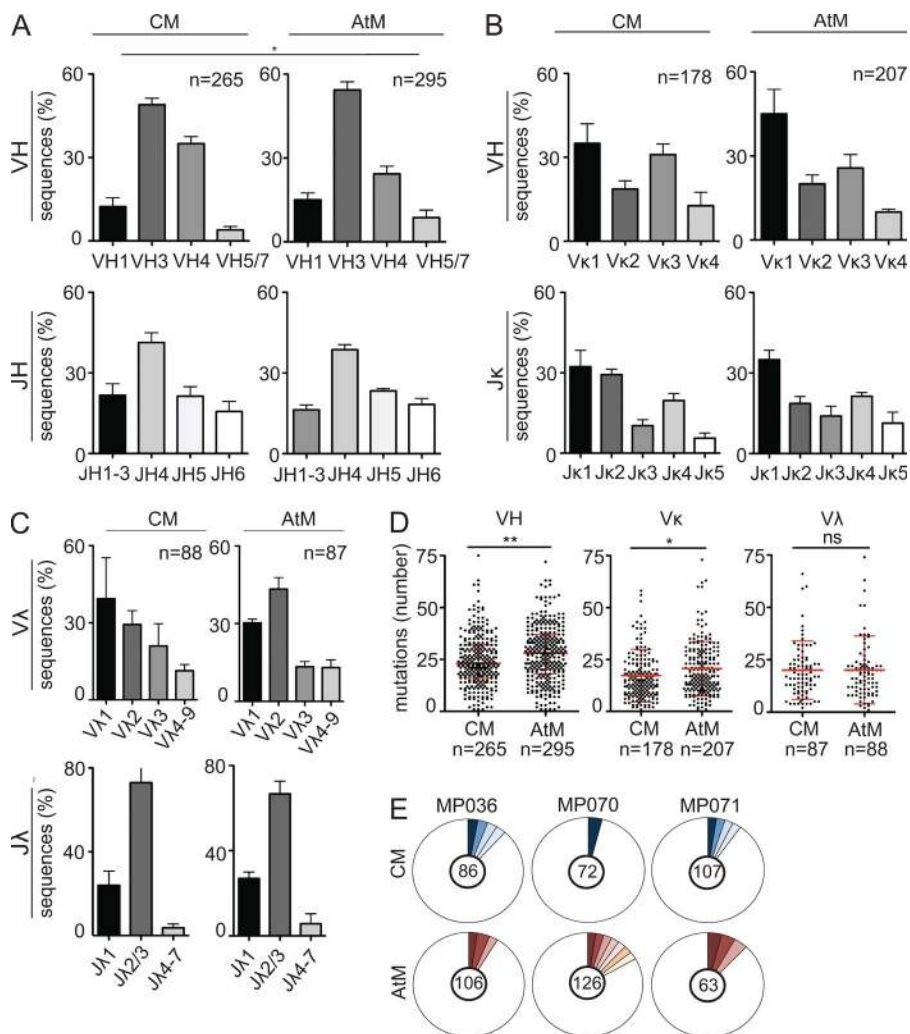 A
CM
AtM
*
VH
sequences (%)
60
30
0
n=265
VH1 VH3 VH4 VH5/7
60
30
0
n=295
VH1 VH3 VH4 VH5/7
JH
sequences (%)
60
30
0
JH1-3 JH4 JH5 JH6
60
30
0
JH1-3 JH4 JH5 JH6
B
CM
AtM
VH
sequences (%)
60
30
0
n=178
Vκ1 Vκ2 Vκ3 Vκ4
60
30
0
n=207
Vκ1 Vκ2 Vκ3 Vκ4
Jκ
sequences (%)
60
30
0
Jκ1 Jκ2 Jκ3 Jκ4 Jκ5
60
30
0
Jκ1 Jκ2 Jκ3 Jκ4 Jκ5
C
CM
AtM
Vλ
sequences (%)
60
30
0
n=88
Vλ1 Vλ2 Vλ3 Vλ4-9
60
30
0
n=87
Vλ1 Vλ2 Vλ3 Vλ4-9
Jλ
sequences (%)
80
40
0
Jλ1 Jλ2/3 Jλ4-7
80
40
0
Jλ1 Jλ2/3 Jλ4-7
D
VH
**
mutations (number)
75
50
25
0
CM AtM
n=265 n=295
Vκ
*
75
50
25
0
CM AtM
n=178 n=207
Vλ
ns
75
50
25
0
CM AtM
n=87 n=88
E
MP036 MP070 MP071
CM
86 72 107
AtM
106 126 63